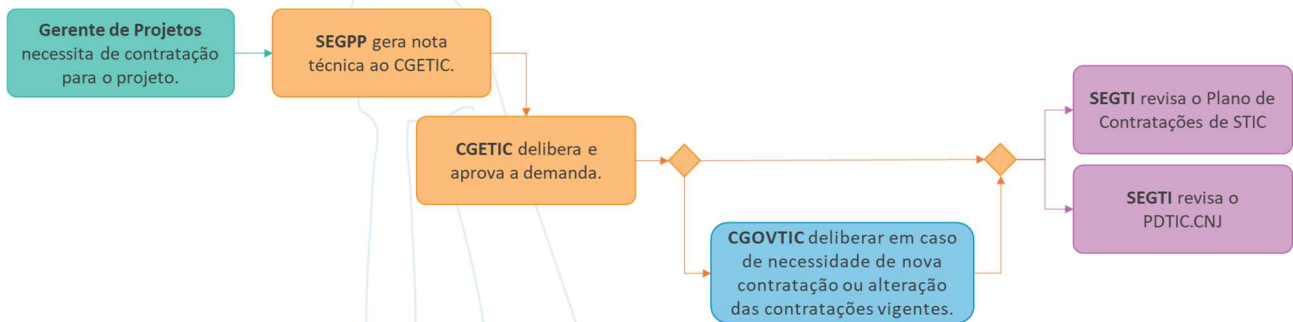 Gerente de Projetos
necessita de contratação
para o projeto.
SEGPP gera nota
técnica ao CGETIC.
CGETIC delibera e
aprova a demanda.
CGOVTIC deliberar em caso
de necessidade de nova
contratação ou alteração
das contratações vigentes.
SEGTI revisa o Plano de
Contratações de STIC
SEGTI revisa o
PDTIC.CNJ